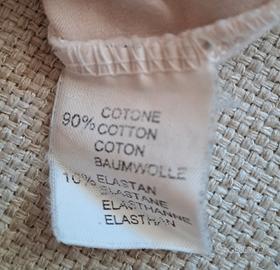 COTONE
90% COTTON
COTON
BAUMWOLLE
10% ELASTAN
ELASTANE
ELASTHANNE
ELASTHAN